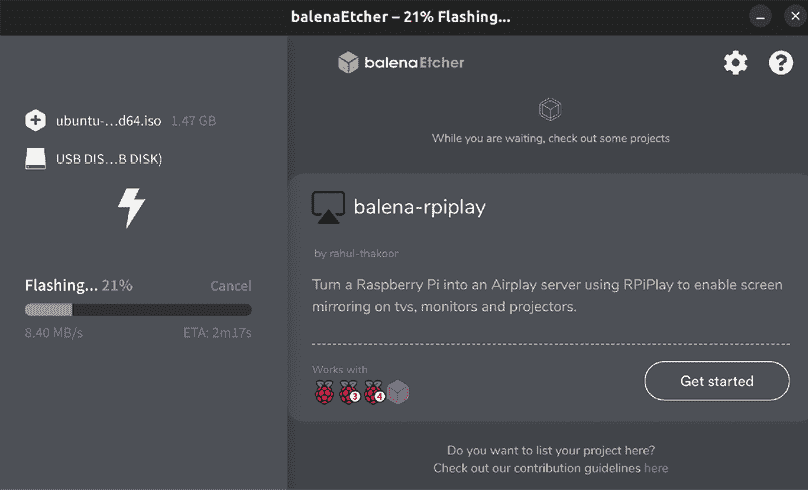 balenaEtcher – 21% Flashing...
balenaEtcher
ubuntu-...d64.iso 1.47 GB
USB DIS...B DISK)
Flashing... 21% Cancel
8.40 MB/s ETA: 2m17s
While you are waiting, check out some projects
balena-rpiplay
by rahul-thakoor
Turn a Raspberry Pi into an Airplay server using RPiPlay to enable screen
mirroring on tvs, monitors and projectors.
Works with
3 4
Get started
Do you want to list your project here?
Check out our contribution guidelines here